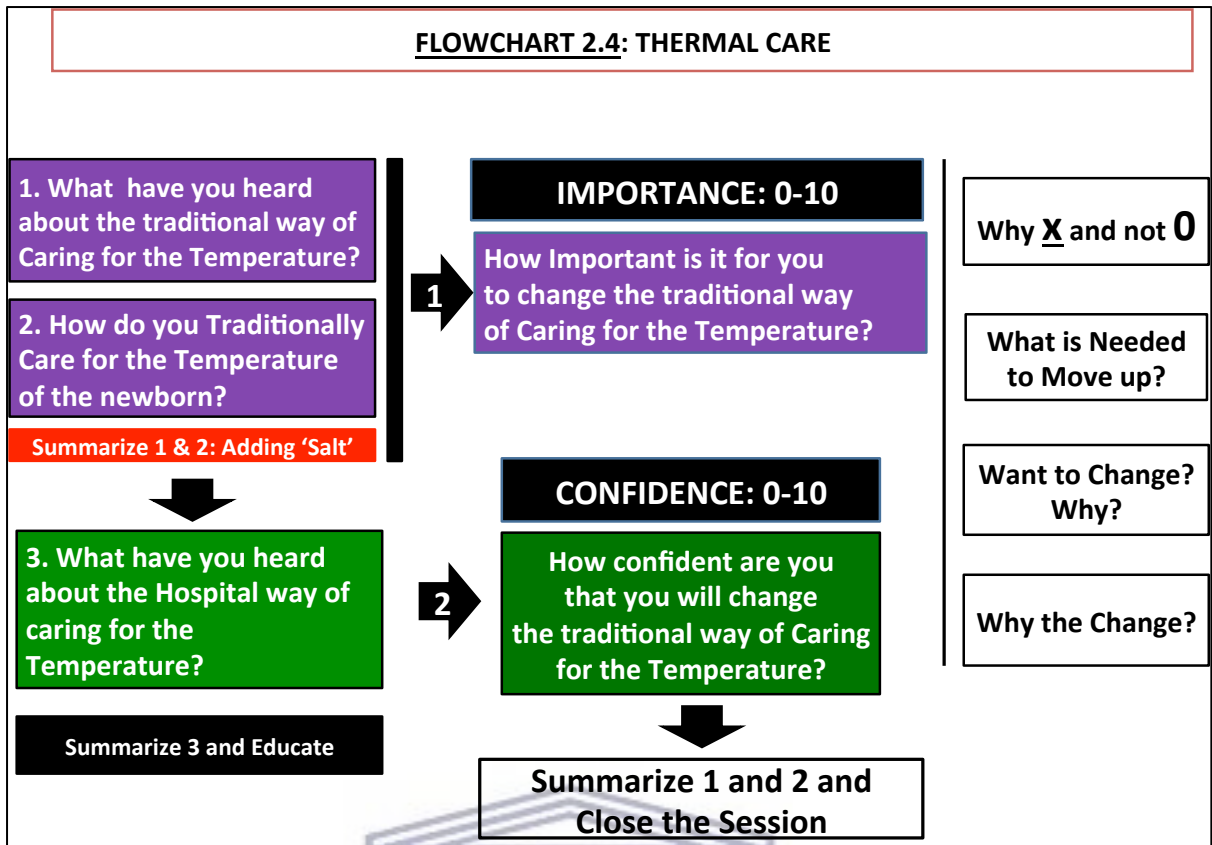 FLOWCHART 2.4: THERMAL CARE
1. What have you heard
about the traditional way of
Caring for the Temperature?
2. How do you Traditionally
Care for the Temperature
of the newborn?
Summarize 1 & 2: Adding ‘Salt’
3. What have you heard
about the Hospital way of
caring for the
Temperature?
Summarize 3 and Educate
1
IMPORTANCE: 0-10
How Important is it for you
to change the traditional way
of Caring for the Temperature?
2
CONFIDENCE: 0-10
How confident are you
that you will change
the traditional way of Caring
for the Temperature?
Summarize 1 and 2 and
Close the Session
Why X and not 0
What is Needed
to Move up?
Want to Change?
Why?
Why the Change?